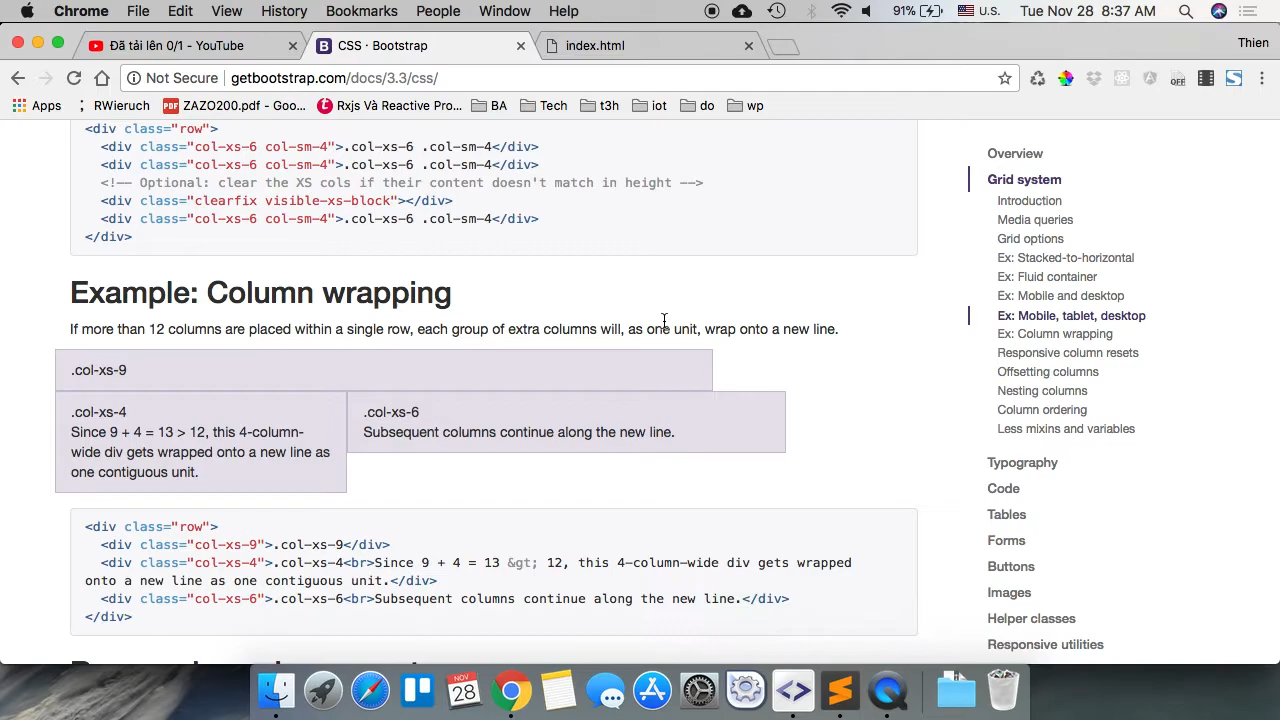 Chrome File Edit View History Bookmarks People Window Help 91% U.S. Tue Nov 28 8:37 AM
Đã tải lên 0/1 - YouTube CSS · Bootstrap index.html Thien
Not Secure getbootstrap.com/docs/3.3/css/
Apps RWieruch PDF ZAZO200.pdf - Goo... Rxjs Và Reactive Pro... BA Tech t3h iot do wp
<div class="row">
<div class="col-xs-6 col-sm-4">.col-xs-6 .col-sm-4</div>
<div class="col-xs-6 col-sm-4">.col-xs-6 .col-sm-4</div>
<!-- Optional: clear the XS cols if their content doesn't match in height -->
<div class="clearfix visible-xs-block"></div>
<div class="col-xs-6 col-sm-4">.col-xs-6 .col-sm-4</div>
</div>
Example: Column wrapping
If more than 12 columns are placed within a single row, each group of extra columns will, as one unit, wrap onto a new line.
.col-xs-9
.col-xs-4
Since 9 + 4 = 13 > 12, this 4-column-
wide div gets wrapped onto a new line as
one contiguous unit.
.col-xs-6
Subsequent columns continue along the new line.
<div class="row">
<div class="col-xs-9">.col-xs-9</div>
<div class="col-xs-4">.col-xs-4<br>Since 9 + 4 = 13 &gt; 12, this 4-column-wide div gets wrapped
onto a new line as one contiguous unit.</div>
<div class="col-xs-6">.col-xs-6<br>Subsequent columns continue along the new line.</div>
</div>
Overview
Grid system
Introduction
Media queries
Grid options
Ex: Stacked-to-horizontal
Ex: Fluid container
Ex: Mobile and desktop
Ex: Mobile, tablet, desktop
Ex: Column wrapping
Responsive column resets
Offsetting columns
Nesting columns
Column ordering
Less mixins and variables
Typography
Code
Tables
Forms
Buttons
Images
Helper classes
Responsive utilities
NOV
28